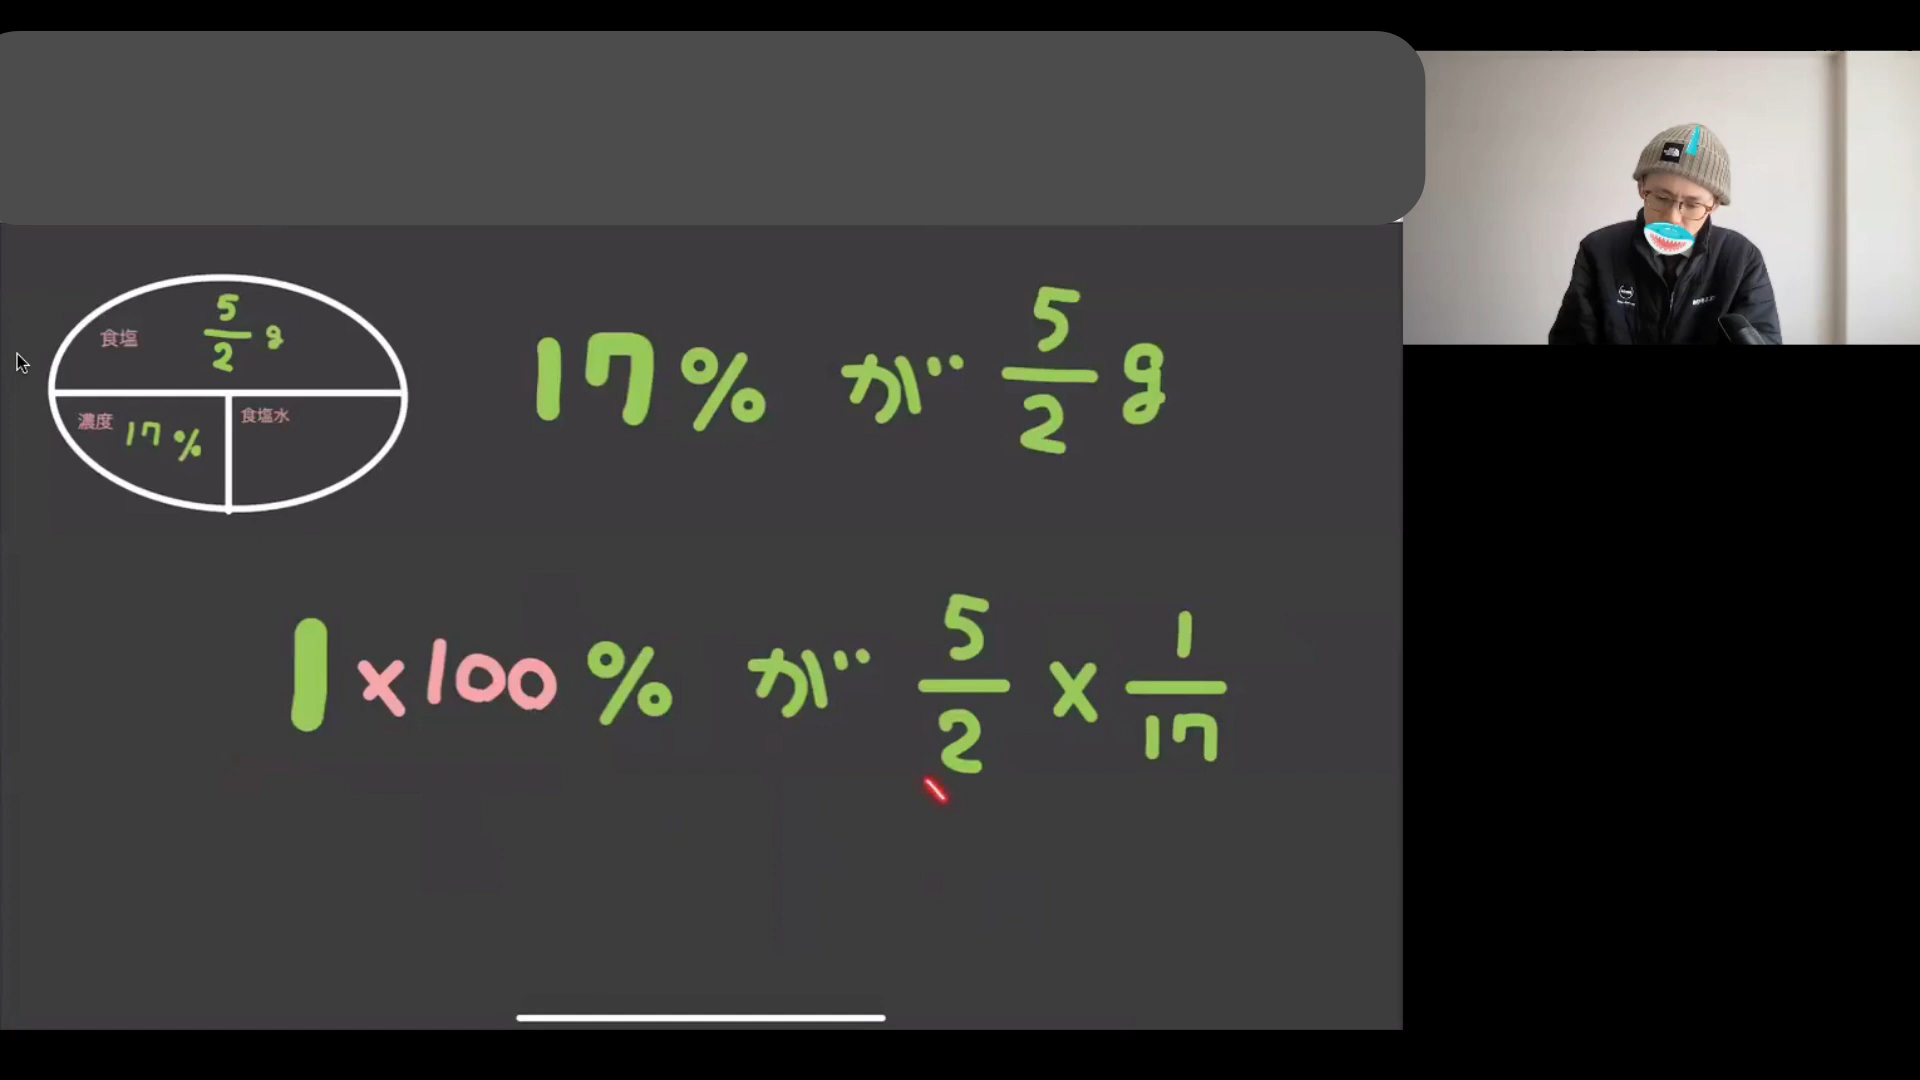 食塩 5/2 g
濃度 17% 食塩水
17% が 5/2 g
1×100% が 5/2 × 1/17